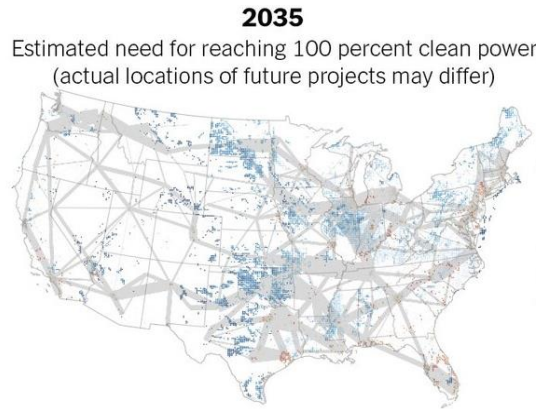 2035
Estimated need for reaching 100 percent clean power
(actual locations of future projects may differ)